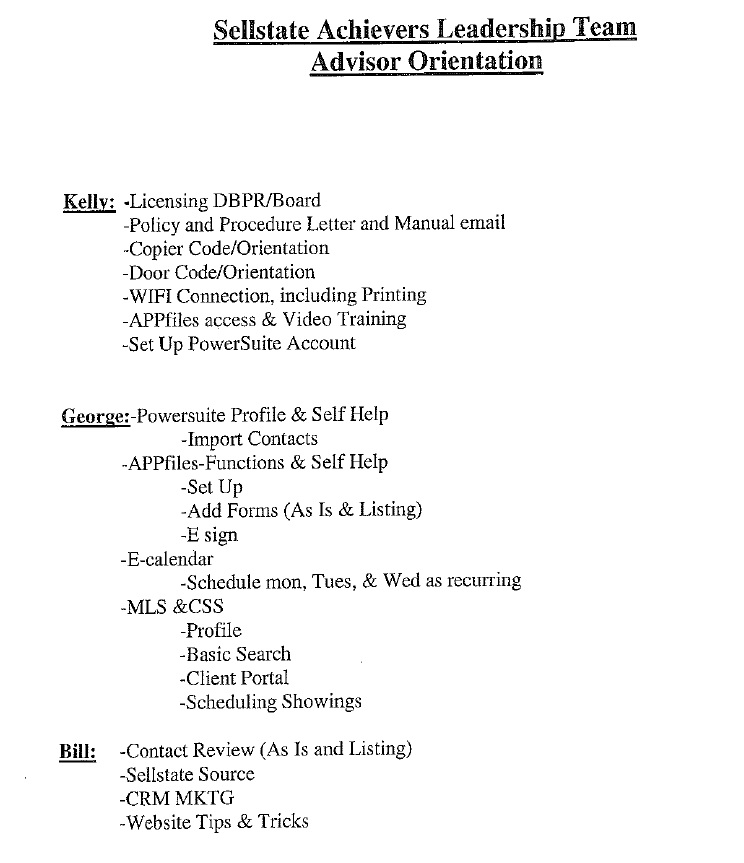 Sellstate Achievers Leadership Team
Advisor Orientation
Kelly: -Licensing DBPR/Board
-Policy and Procedure Letter and Manual email
-Copier Code/Orientation
-Door Code/Orientation
-WIFI Connection, including Printing
-APPfiles access & Video Training
-Set Up PowerSuite Account
George:-Powersuite Profile & Self Help
-Import Contacts
-APPfiles-Functions & Self Help
-Set Up
-Add Forms (As Is & Listing)
-E sign
-E-calendar
-Schedule mon, Tues, & Wed as recurring
-MLS &CSS
-Profile
-Basic Search
-Client Portal
-Scheduling Showings
Bill: -Contact Review (As Is and Listing)
-Sellstate Source
-CRM MKTG
-Website Tips & Tricks